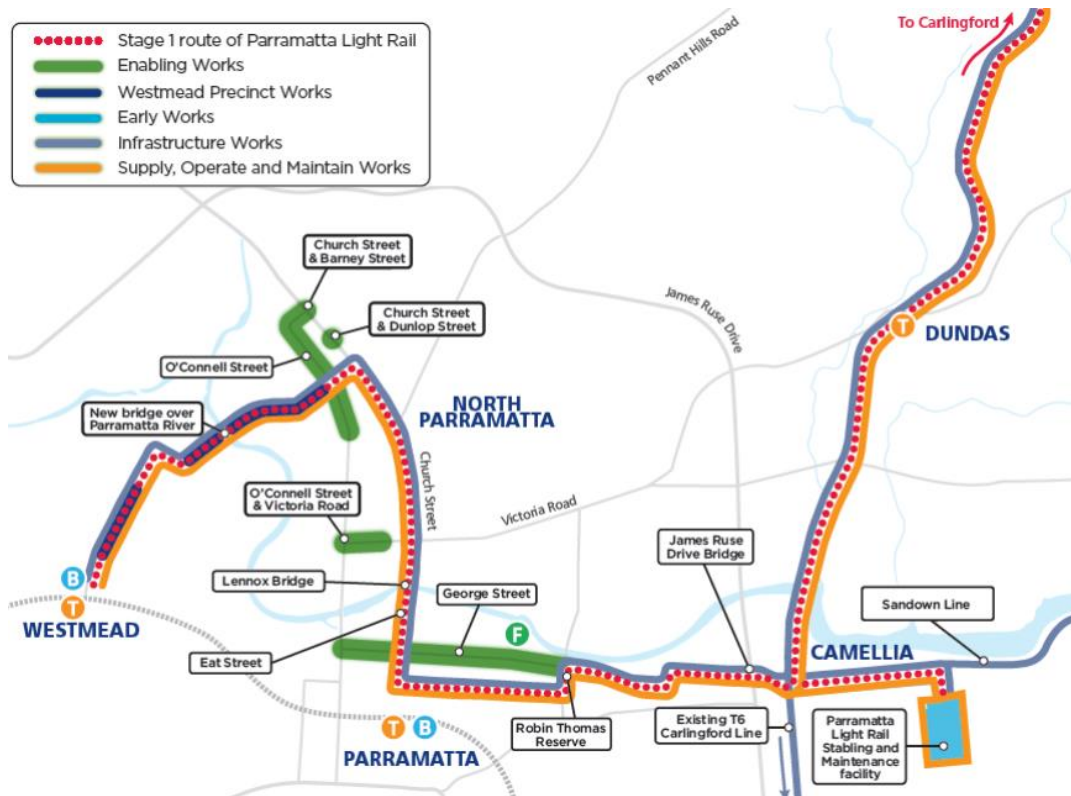 Stage 1 route of Parramatta Light Rail
Enabling Works
Westmead Precinct Works
Early Works
Infrastructure Works
Supply, Operate and Maintain Works
To Carlingford
Pennant Hills Road
Church Street
& Barney Street
Church Street
& Dunlop Street
James Ruse
Drive
T
DUNDAS
O'Connell Street
New bridge over
Parramatta River
NORTH
PARRAMATTA
Church Street
O'Connell Street
& Victoria Road
Victoria Road
James Ruse
Drive Bridge
Lennox Bridge
George Street
Sandown Line
B
T
WESTMEAD
F
Eat Street
CAMELLIA
Robin Thomas
Reserve
Existing T6
Carlingford Line
Parramatta
Light Rail
Stabling and
Maintenance
facility
T B
PARRAMATTA